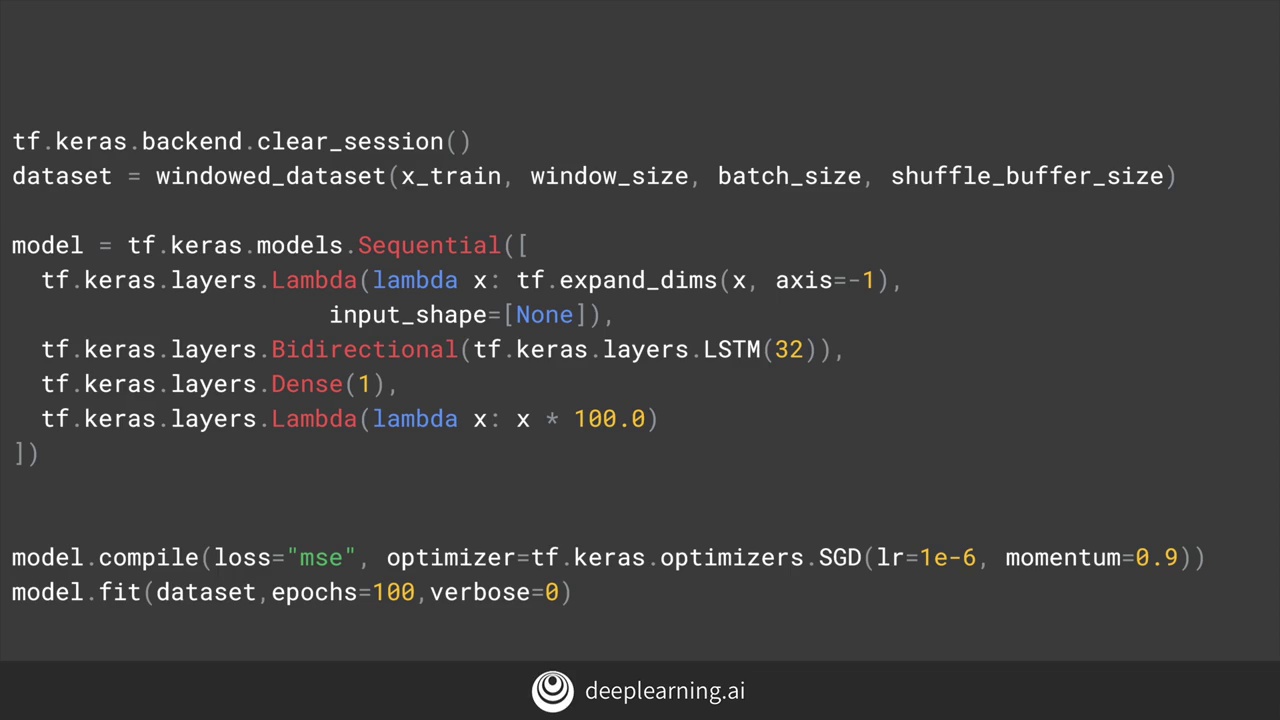 tf.keras.backend.clear_session()
dataset = windowed_dataset(x_train, window_size, batch_size, shuffle_buffer_size)
model = tf.keras.models.Sequential([
  tf.keras.layers.Lambda(lambda x: tf.expand_dims(x, axis=-1),
                      input_shape=[None]),
  tf.keras.layers.Bidirectional(tf.keras.layers.LSTM(32)),
  tf.keras.layers.Dense(1),
  tf.keras.layers.Lambda(lambda x: x * 100.0)
])
model.compile(loss="mse", optimizer=tf.keras.optimizers.SGD(lr=1e-6, momentum=0.9))
model.fit(dataset,epochs=100,verbose=0)
deeplearning.ai